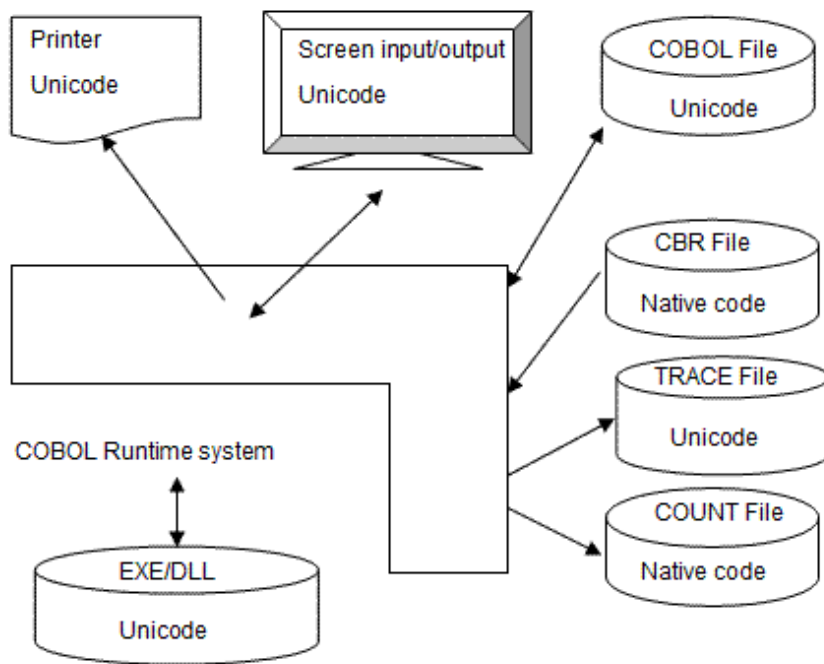 Printer
Unicode
Screen input/output
Unicode
COBOL File
Unicode
CBR File
Native code
TRACE File
Unicode
COBOL Runtime system
COUNT File
Native code
EXE/DLL
Unicode